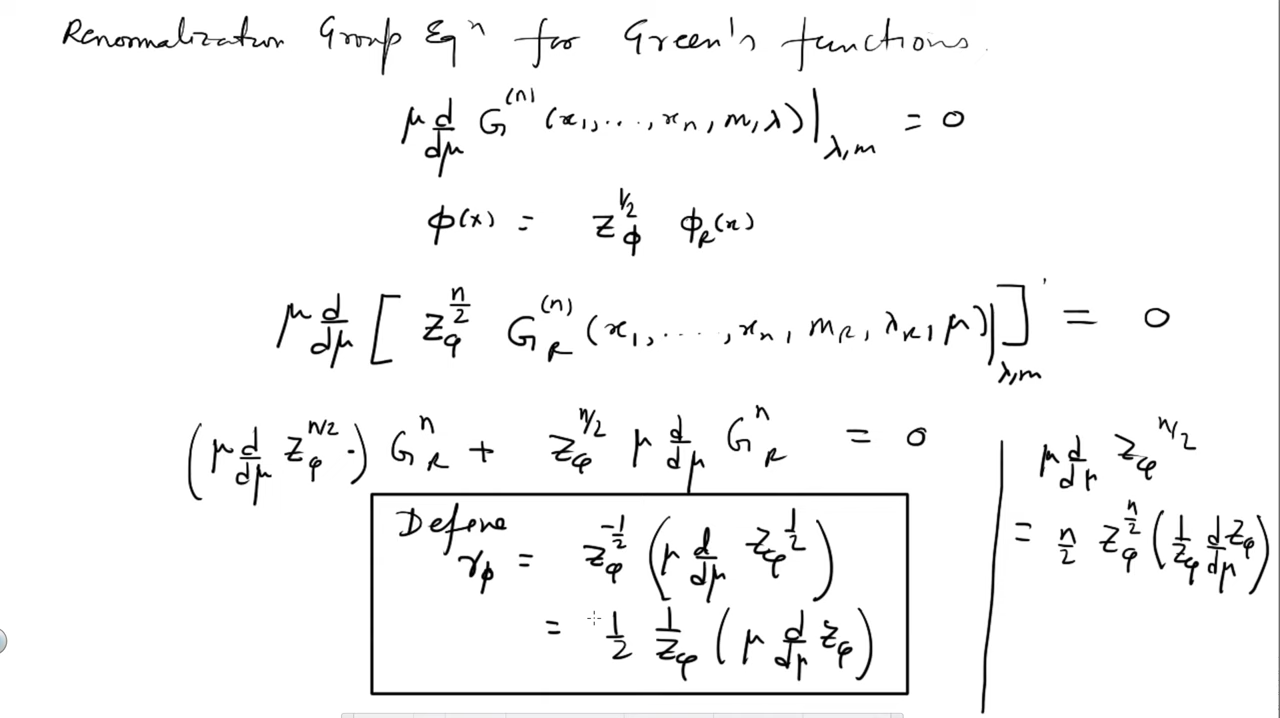 Renormalization Group Eqⁿ for Green's functions.
μ d/dμ G^(n) (x₁, ..., xₙ, m, λ)|_{λ,m} = 0
φ(x) = Z_φ^{1/2} φ_R(x)
μ d/dμ [ Z_φ^{n/2} G_R^(n) (x₁, ..., xₙ, m_R, λ_R, μ)|]_{λ,m} = 0
(μ d/dμ Z_φ^{n/2} ·) G_R^n + Z_φ^{n/2} μ d/dμ G_R^n = 0
Define
γ_φ = Z_φ^{-1/2} (μ d/dμ Z_φ^{1/2})
= 1/2 1/Z_φ (μ d/dμ Z_φ)
μ d/dμ Z_φ^{n/2}
= n/2 Z_φ^{n/2} (1/Z_φ d/dμ Z_φ)